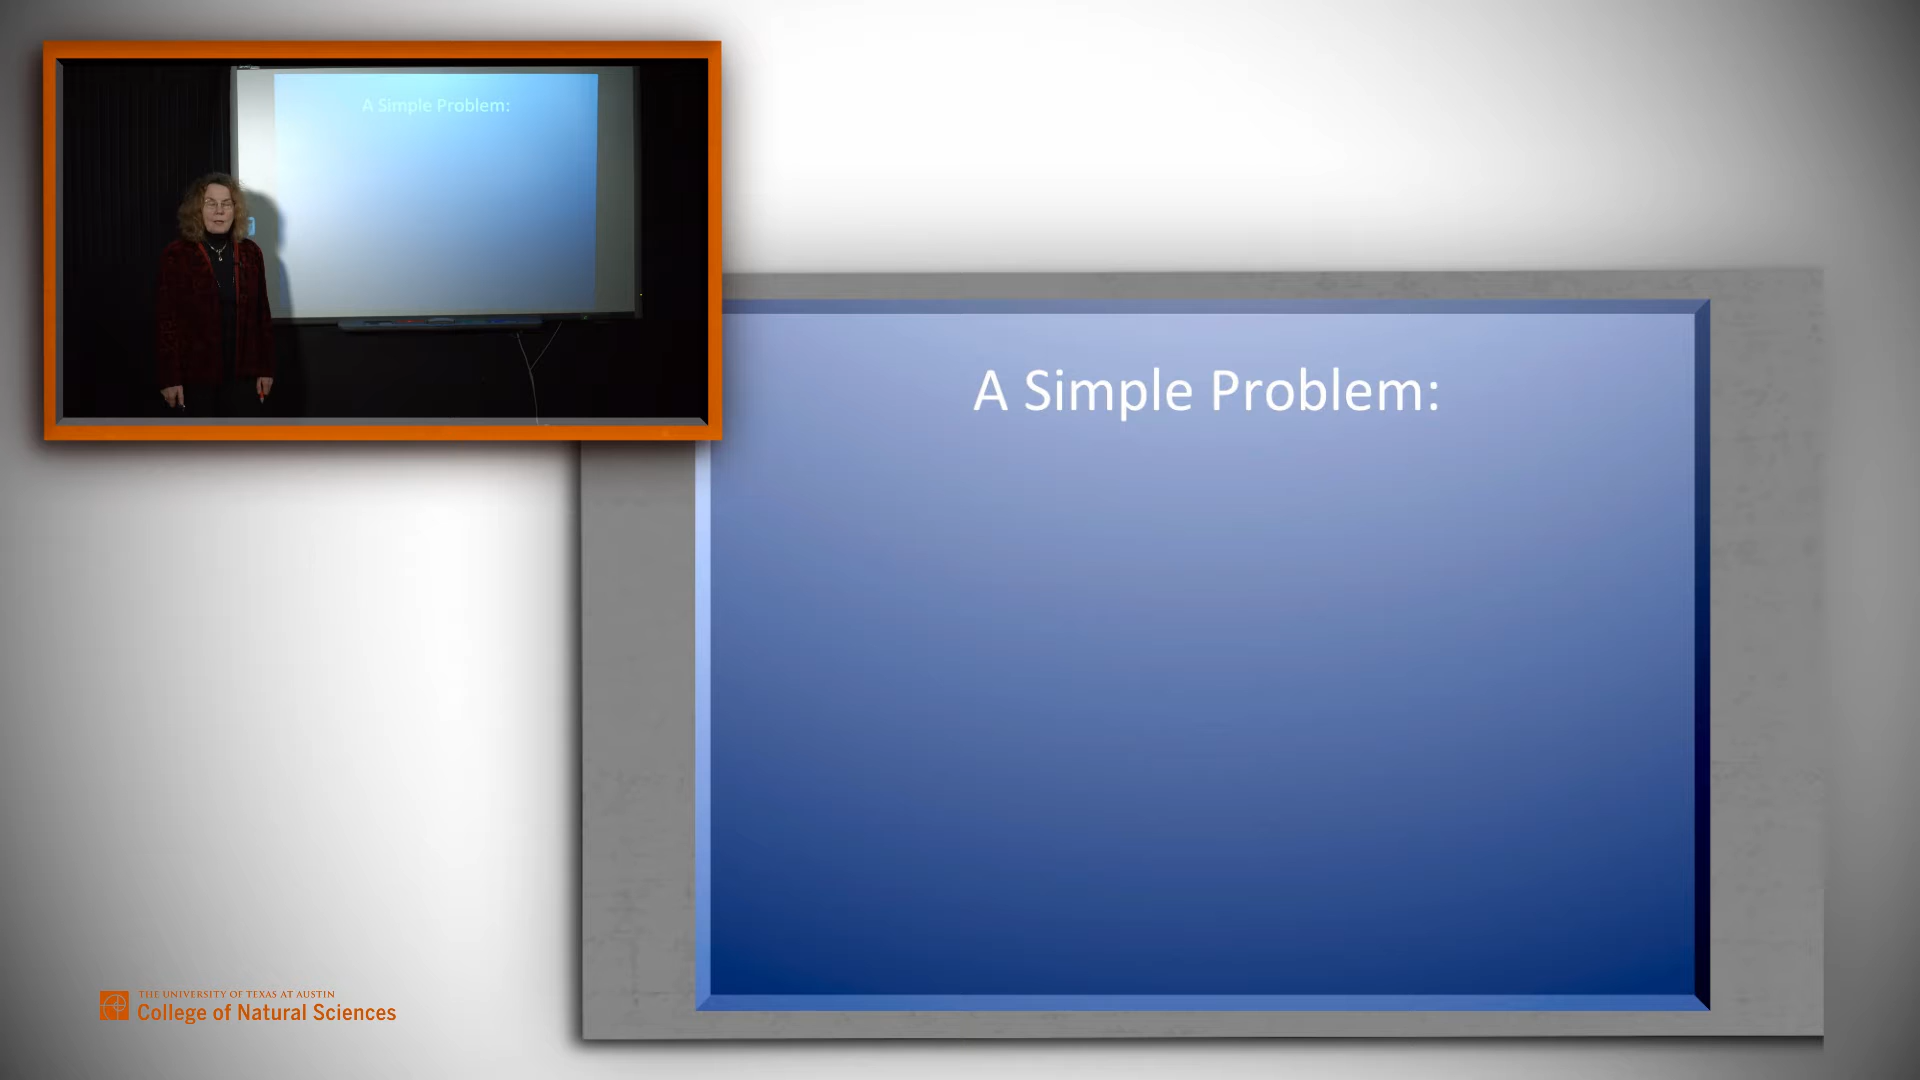 A Simple Problem:
A Simple Problem:
THE UNIVERSITY OF TEXAS AT AUSTIN
College of Natural Sciences